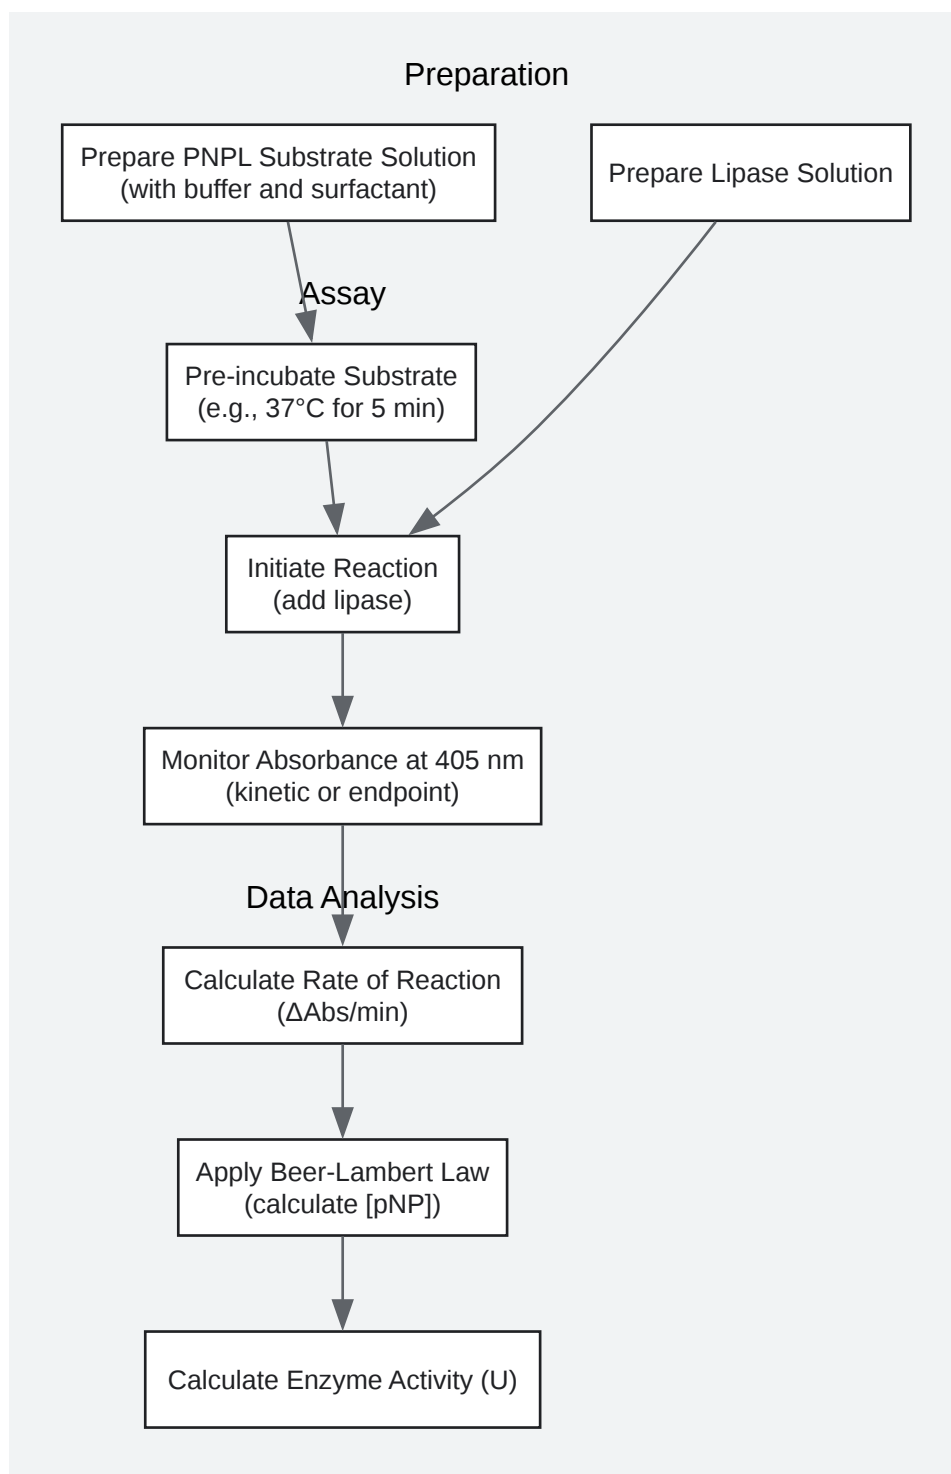 Preparation
Prepare PNPL Substrate Solution
(with buffer and surfactant)
Prepare Lipase Solution
Assay
Pre-incubate Substrate
(e.g., 37°C for 5 min)
Initiate Reaction
(add lipase)
Monitor Absorbance at 405 nm
(kinetic or endpoint)
Data Analysis
Calculate Rate of Reaction
(ΔAbs/min)
Apply Beer-Lambert Law
(calculate [pNP])
Calculate Enzyme Activity (U)